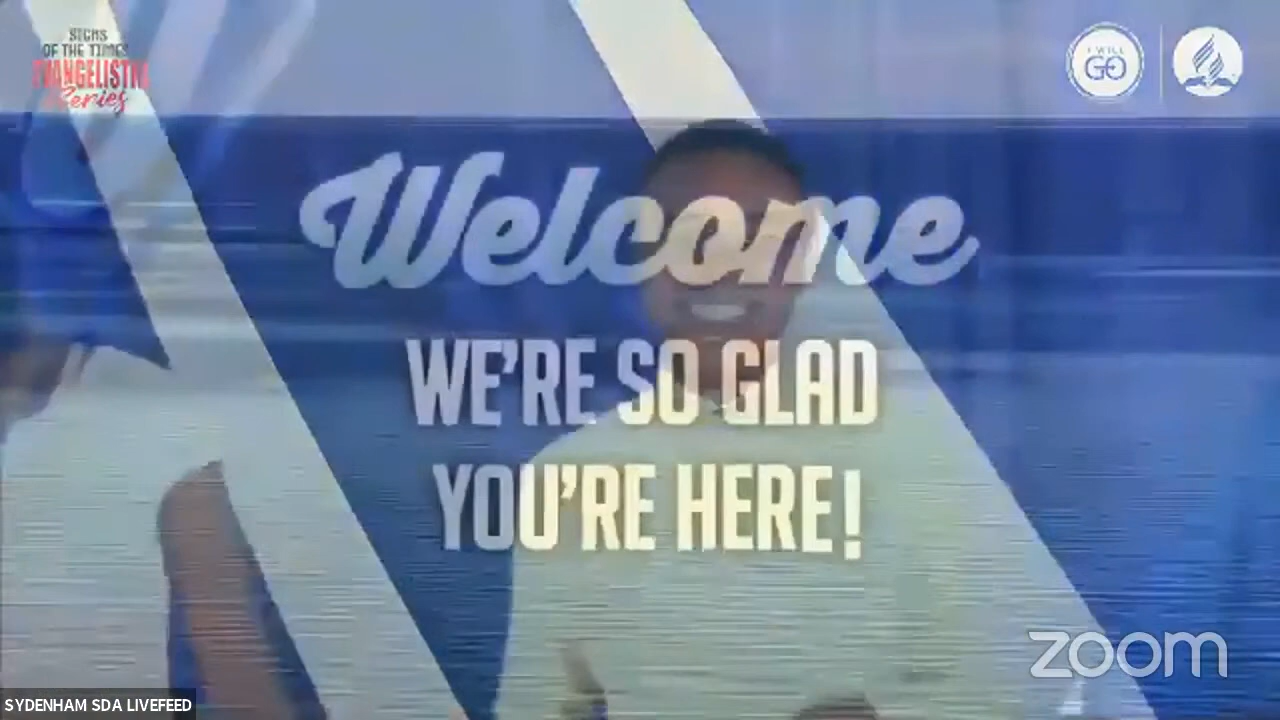 SIGNS
OF THE TIMES
EVANGELISTIC
Series
I WILL
GO
Welcome
WE'RE SO GLAD
YOU'RE HERE!
zoom
SYDENHAM SDA LIVEFEED